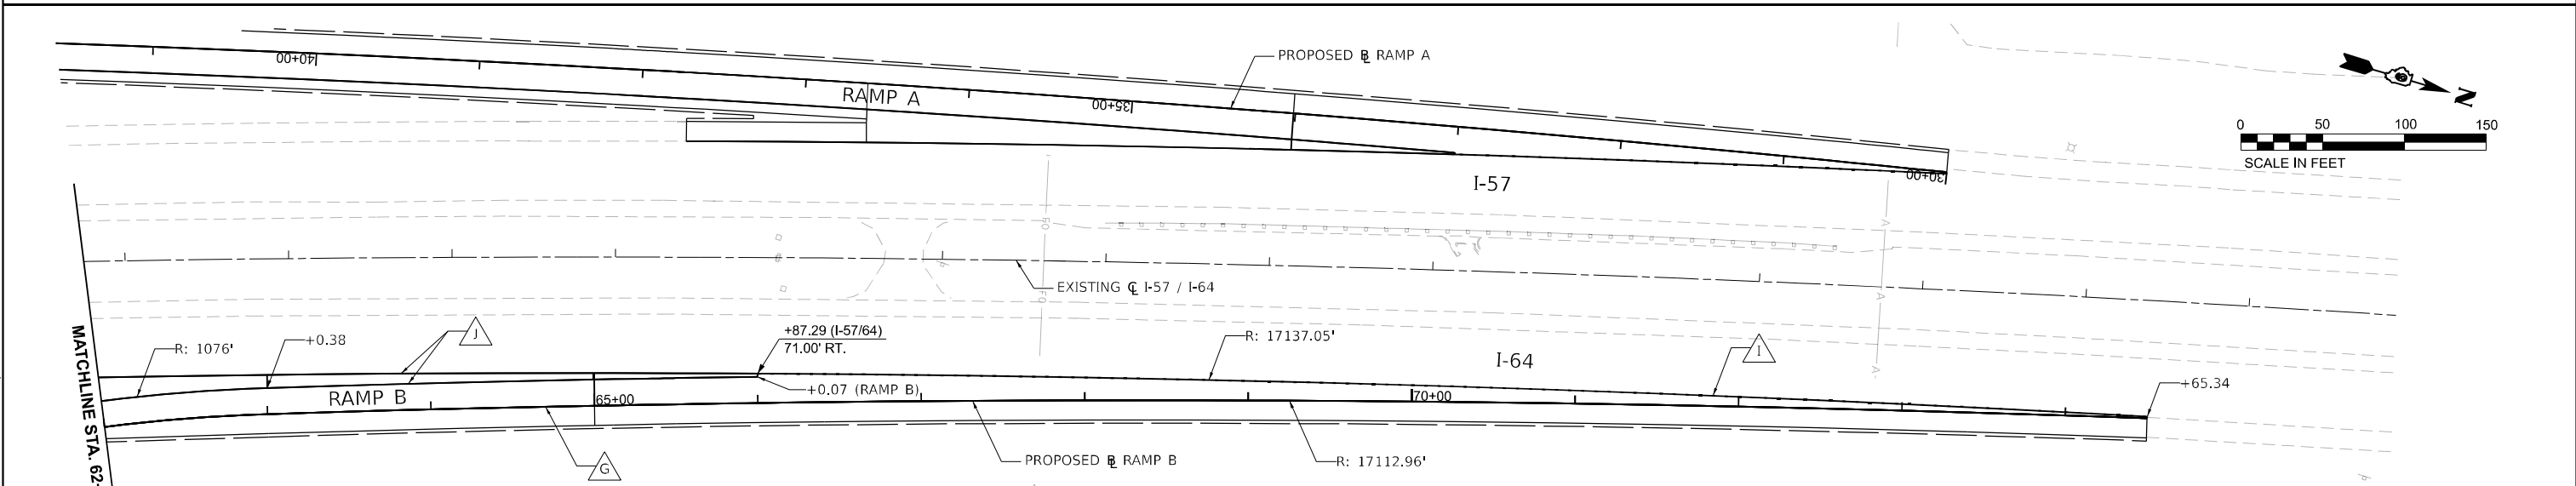 PROPOSED ⅊ RAMP A
40+00
RAMP A
35+00
N
0 50 100 150
SCALE IN FEET
I-57
30+00
EXISTING ℄ I-57 / I-64
MATCHLINE STA. 62+
R: 1076'
+0.38
J
+87.29 (I-57/64)
71.00' RT.
R: 17137.05'
I-64
I
+65.34
RAMP B
65+00
+0.07 (RAMP B)
70+00
G
PROPOSED ⅊ RAMP B
R: 17112.96'
A
A
A